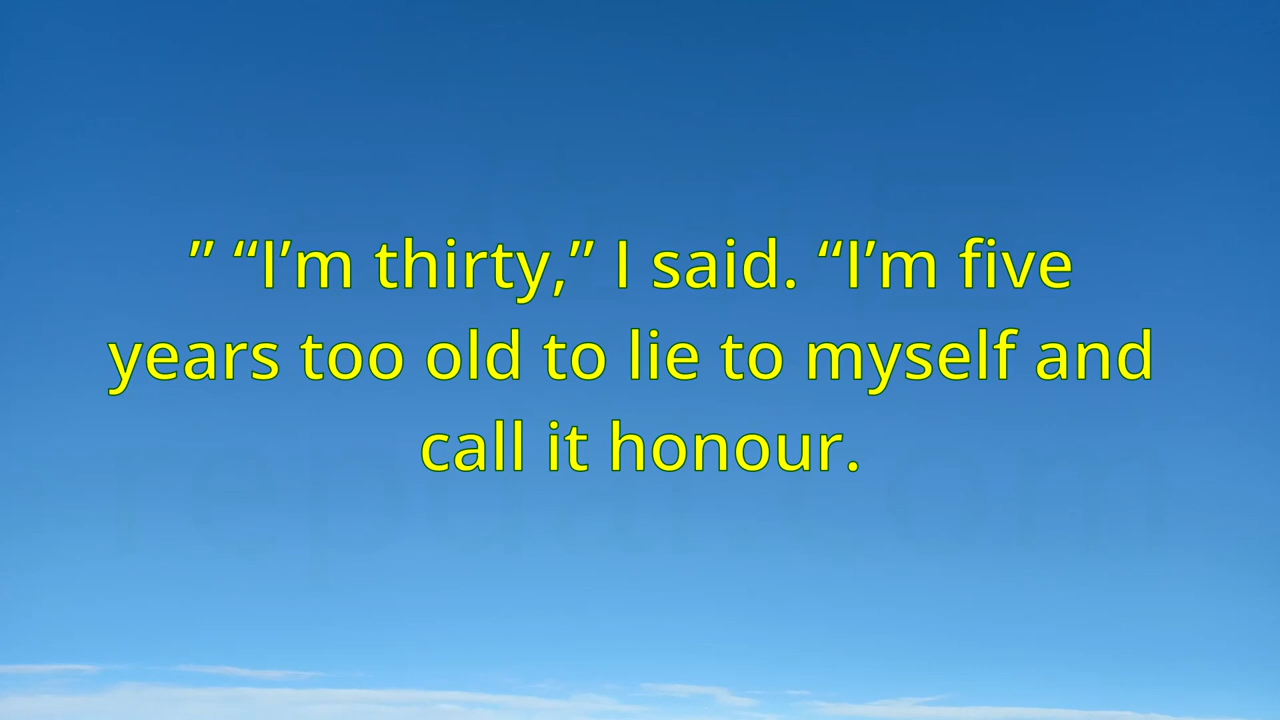 ” “I’m thirty,” I said. “I’m five
years too old to lie to myself and
call it honour.